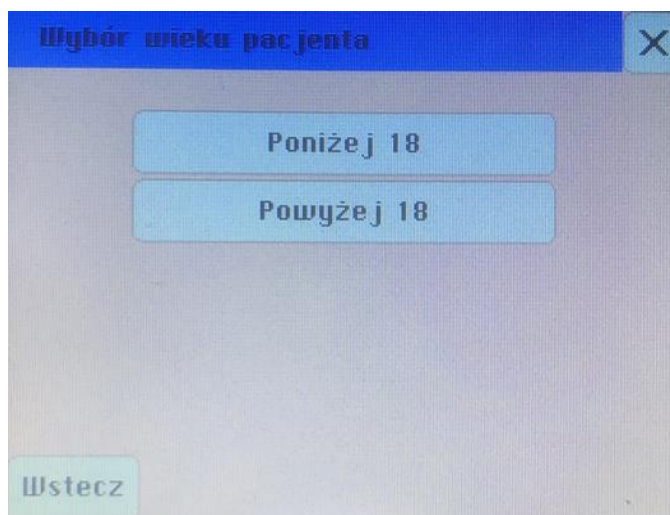 Wybór wieku pacjenta
X
Poniżej 18
Powyżej 18
Wstecz